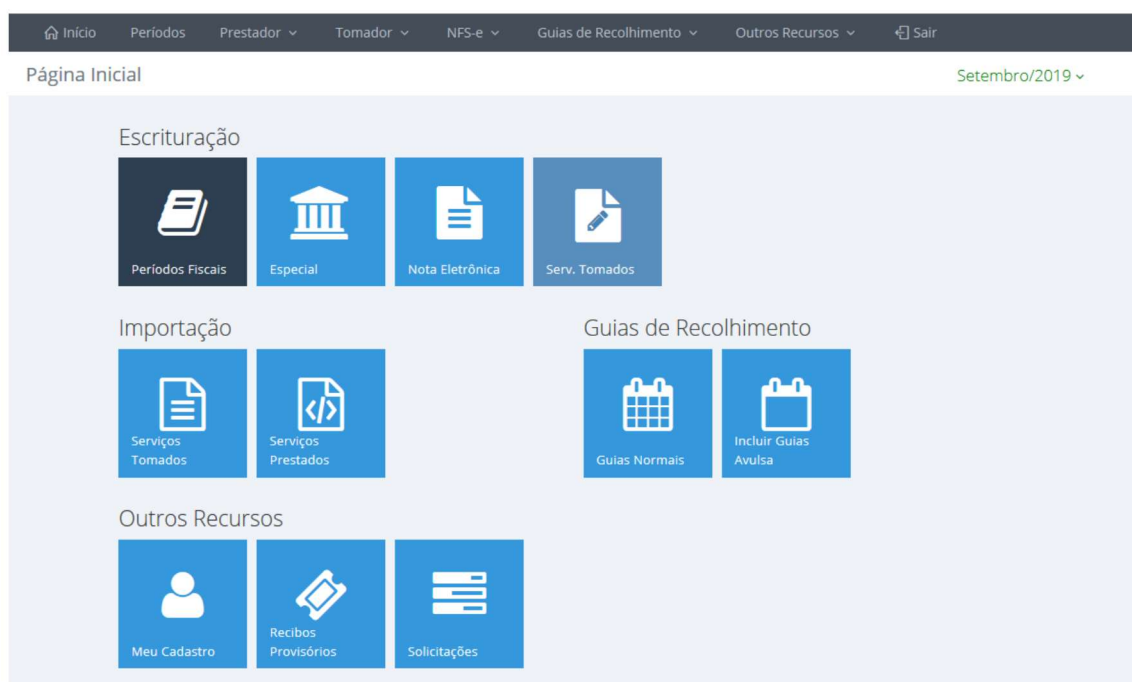 Início Períodos Prestador Tomador NFS-e Guias de Recolhimento Outros Recursos Sair
Página Inicial Setembro/2019
Escrituração
Períodos Fiscais Especial Nota Eletrônica Serv. Tomados
Importação
Serviços
Tomados
Serviços
Prestados
Guias de Recolhimento
Guias Normais
Incluir Guias
Avulsa
Outros Recursos
Meu Cadastro
Recibos
Provisórios
Solicitações